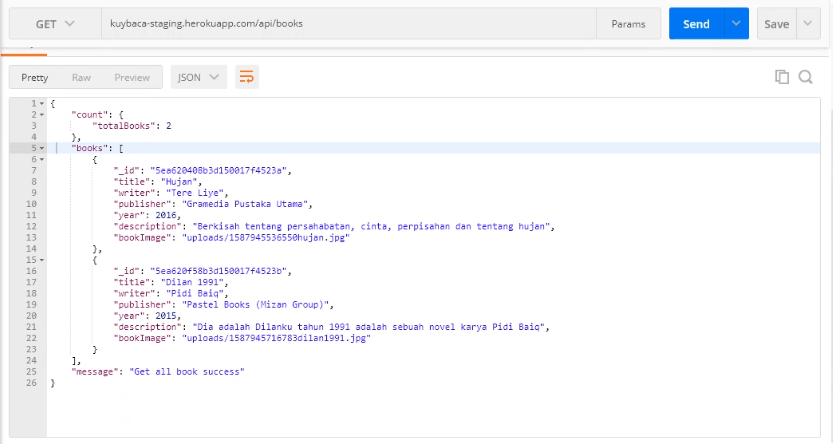 GET kuybaca-staging.herokuapp.com/api/books Params Send Save
Pretty Raw Preview JSON
1 {
2 "count": {
3 "totalBooks": 2
4 },
5 "books": [
6 {
7 "_id": "5ea620408b3d150017f4523a",
8 "title": "Hujan",
9 "writer": "Tere Liye",
10 "publisher": "Gramedia Pustaka Utama",
11 "year": 2016,
12 "description": "Berkisah tentang persahabatan, cinta, perpisahan dan tentang hujan",
13 "bookImage": "uploads/1587945536550hujan.jpg"
14 },
15 {
16 "_id": "5ea620f58b3d150017f4523b",
17 "title": "Dilan 1991",
18 "writer": "Pidi Baiq",
19 "publisher": "Pastel Books (Mizan Group)",
20 "year": 2015,
21 "description": "Dia adalah Dilanku tahun 1991 adalah sebuah novel karya Pidi Baiq",
22 "bookImage": "uploads/1587945716783dilan1991.jpg"
23 }
24 ],
25 "message": "Get all book success"
26 }